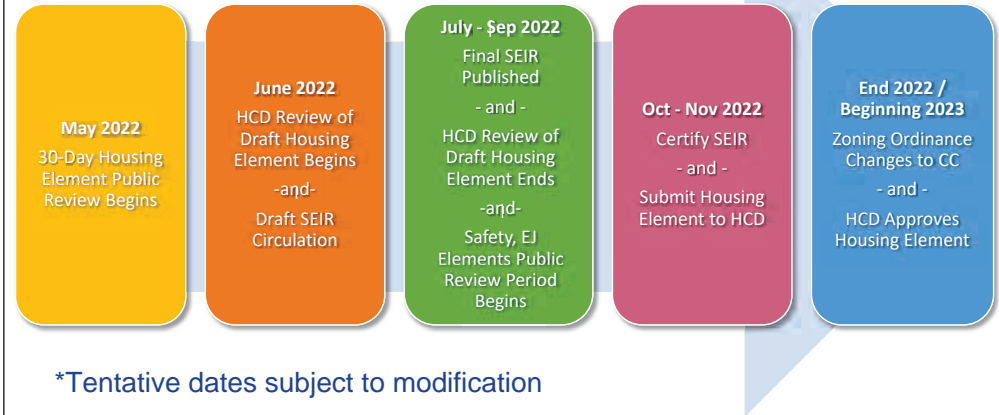 May 2022
30-Day Housing
Element Public
Review Begins
June 2022
HCD Review of
Draft Housing
Element Begins
-and-
Draft SEIR
Circulation
July - Sep 2022
Final SEIR
Published
- and -
HCD Review of
Draft Housing
Element Ends
-and-
Safety, EJ
Elements Public
Review Period
Begins
Oct - Nov 2022
Certify SEIR
- and -
Submit Housing
Element to HCD
End 2022 /
Beginning 2023
Zoning Ordinance
Changes to CC
- and -
HCD Approves
Housing Element
*Tentative dates subject to modification